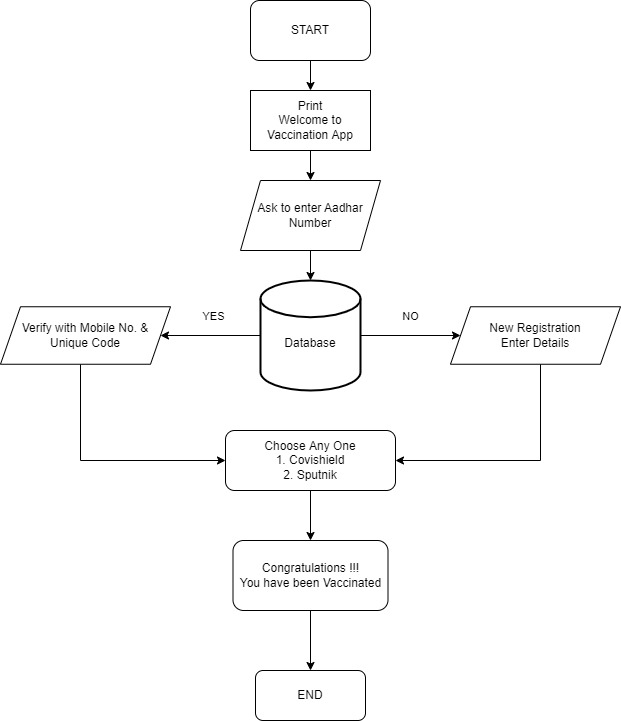 START
Print
Welcome to
Vaccination App
Ask to enter Aadhar
Number
YES
NO
Verify with Mobile No. &
Unique Code
Database
New Registration
Enter Details
Choose Any One
1. Covishield
2. Sputnik
Congratulations !!!
You have been Vaccinated
END